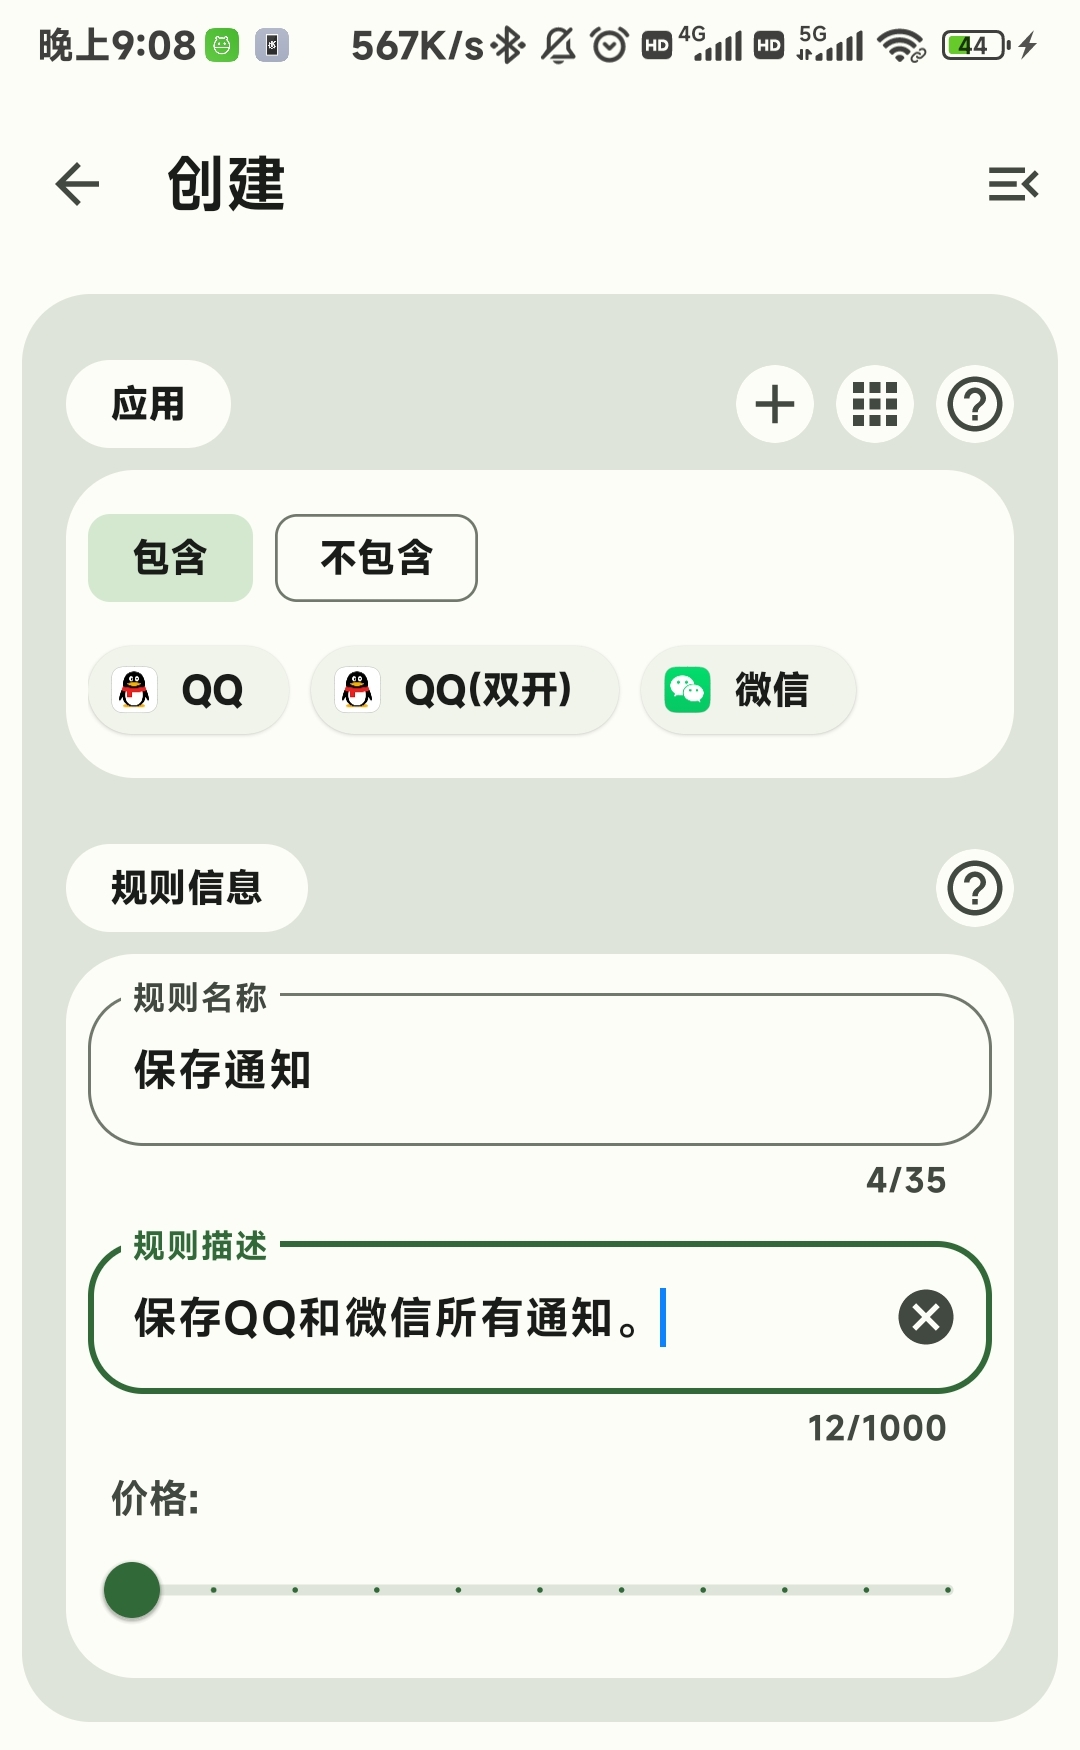 晚上9:08 567K/s HD 4G HD 5G 44
创建
应用
包含 不包含
QQ QQ(双开) 微信
规则信息
规则名称
保存通知
4/35
规则描述
保存QQ和微信所有通知。
12/1000
价格: